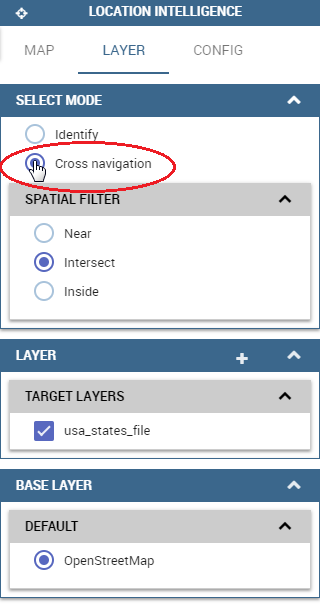 LOCATION INTELLIGENCE
MAP LAYER CONFIG
SELECT MODE
Identify
Cross navigation
SPATIAL FILTER
Near
Intersect
Inside
LAYER
TARGET LAYERS
usa_states_file
BASE LAYER
DEFAULT
OpenStreetMap